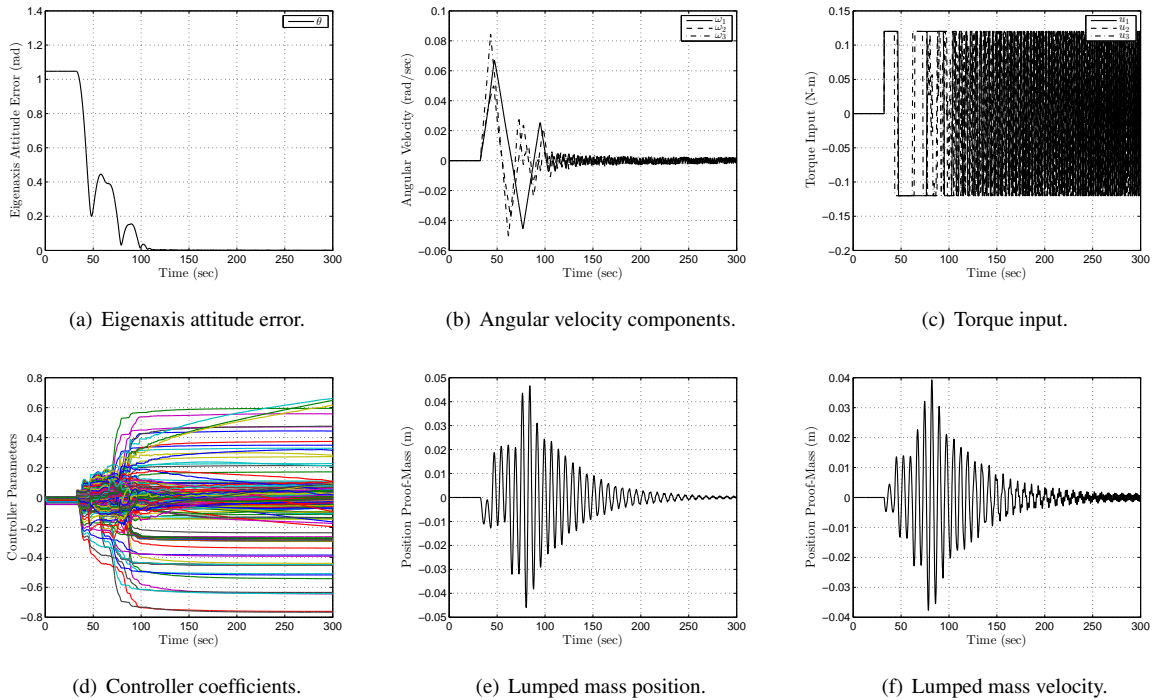 θ
Eigenaxis Attitude Error (rad)
1.4
1.2
1
0.8
0.6
0.4
0.2
0
0 50 100 150 200 250 300
Time (sec)
(a) Eigenaxis attitude error.
ω1
ω2
ω3
Angular Velocity (rad/sec)
0.1
0.08
0.06
0.04
0.02
0
−0.02
−0.04
−0.06
0 50 100 150 200 250 300
Time (sec)
(b) Angular velocity components.
u1
u2
u3
Torque Input (N-m)
0.15
0.1
0.05
0
−0.05
−0.1
−0.15
−0.2
0 50 100 150 200 250 300
Time (sec)
(c) Torque input.
Controller Parameters
0.8
0.6
0.4
0.2
0
−0.2
−0.4
−0.6
−0.8
0 50 100 150 200 250 300
Time (sec)
(d) Controller coefficients.
Position Proof-Mass (m)
0.05
0.04
0.03
0.02
0.01
0
−0.01
−0.02
−0.03
−0.04
0.05
0 50 100 150 200 250 300
Time (sec)
(e) Lumped mass position.
Position Proof-Mass (m)
0.04
0.03
0.02
0.01
0
−0.01
−0.02
−0.03
−0.04
0 50 100 150 200 250 300
Time (sec)
(f) Lumped mass velocity.